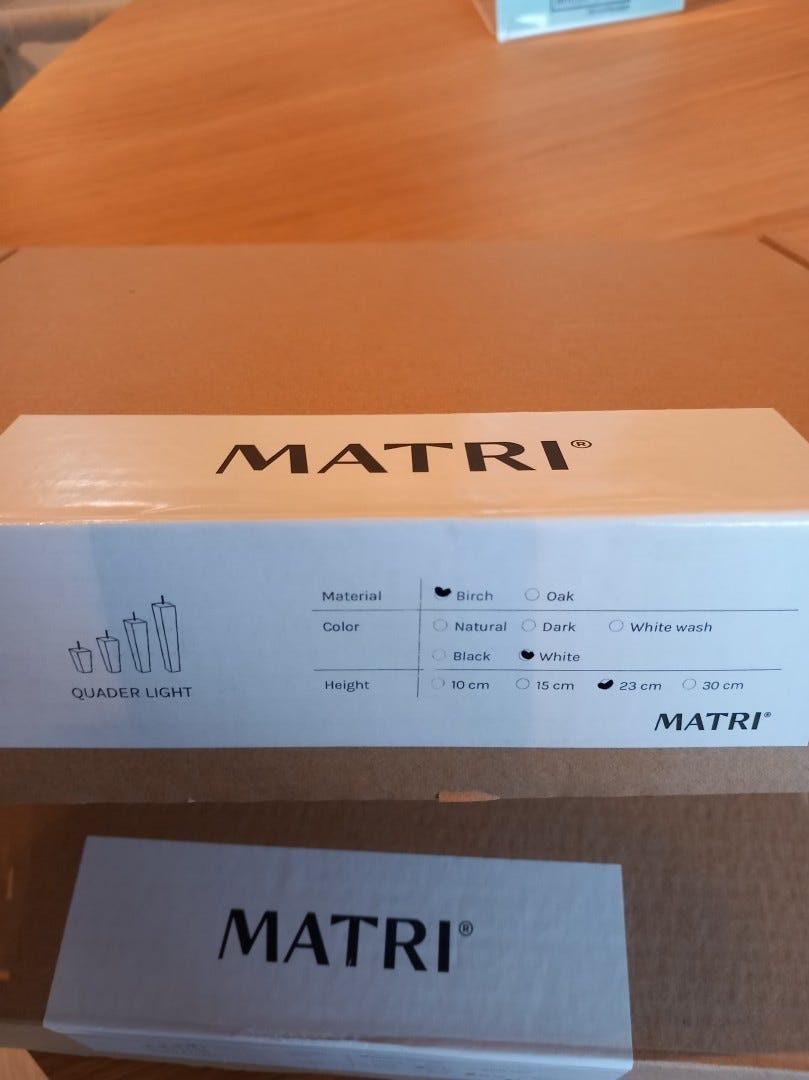 MATRI®
Material Birch Oak
Color Natural Dark White wash
Black White
Height 10 cm 15 cm 23 cm 30 cm
QUADER LIGHT
MATRI®
MATRI®